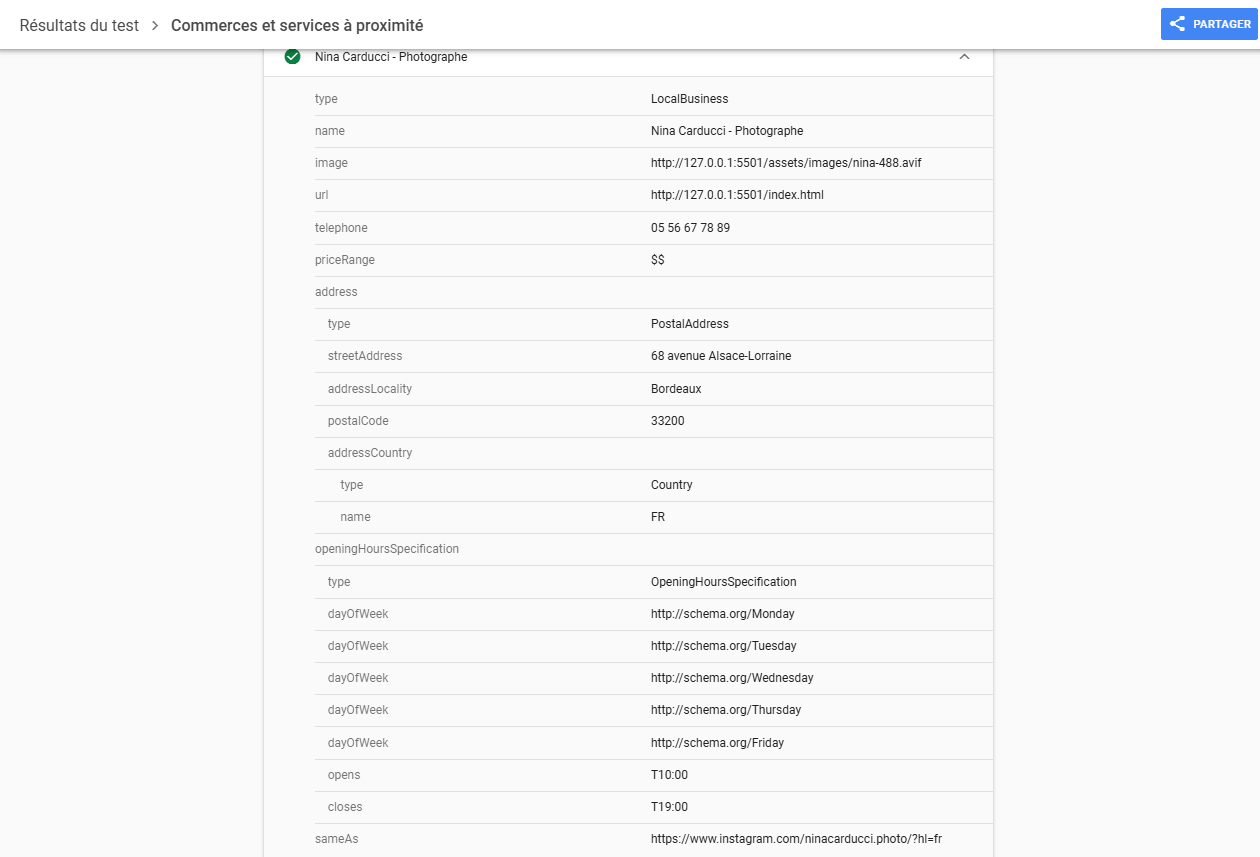 Résultats du test > Commerces et services à proximité PARTAGER
Nina Carducci - Photographe
type LocalBusiness
name Nina Carducci - Photographe
image http://127.0.0.1:5501/assets/images/nina-488.avif
url http://127.0.0.1:5501/index.html
telephone 05 56 67 78 89
priceRange $$
address
type PostalAddress
streetAddress 68 avenue Alsace-Lorraine
addressLocality Bordeaux
postalCode 33200
addressCountry
type Country
name FR
openingHoursSpecification
type OpeningHoursSpecification
dayOfWeek http://schema.org/Monday
dayOfWeek http://schema.org/Tuesday
dayOfWeek http://schema.org/Wednesday
dayOfWeek http://schema.org/Thursday
dayOfWeek http://schema.org/Friday
opens T10:00
closes T19:00
sameAs https://www.instagram.com/ninacarducci.photo/?hl=fr